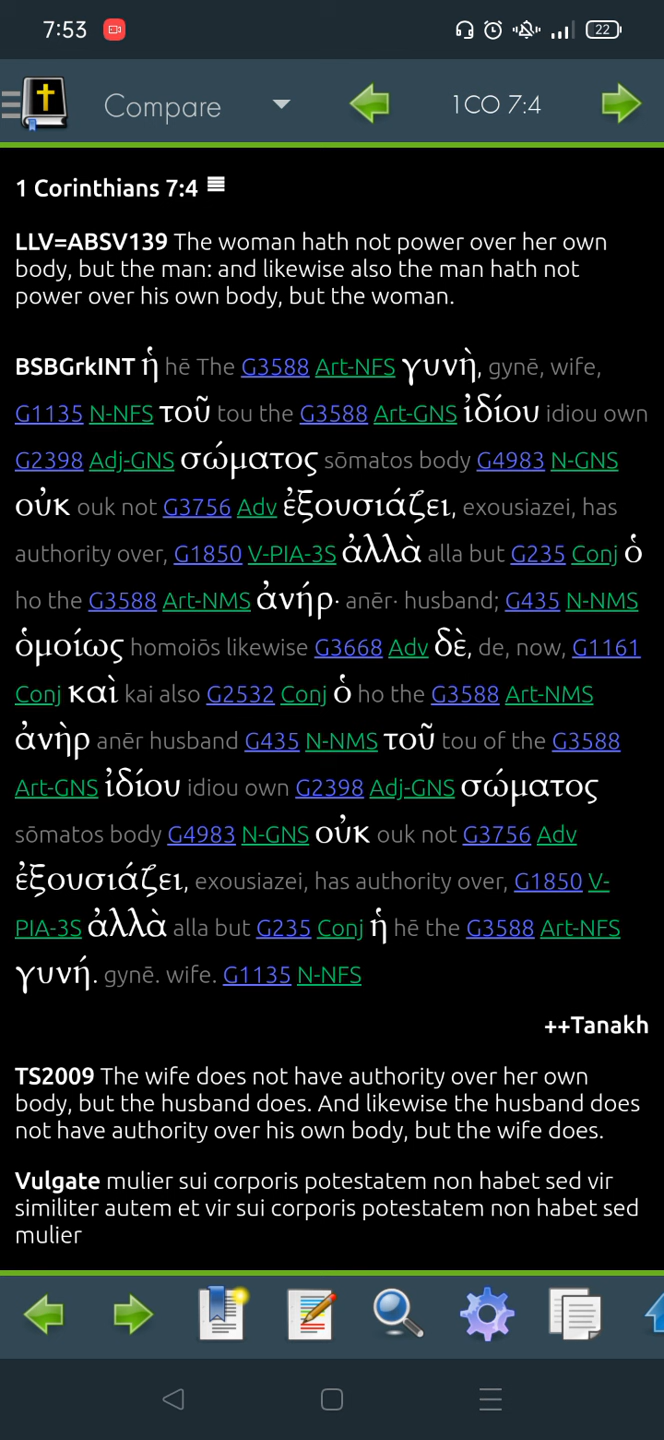 7:53
22
Compare
1CO 7:4
1 Corinthians 7:4
LLV=ABSV139 The woman hath not power over her own
body, but the man: and likewise also the man hath not
power over his own body, but the woman.
BSBGrkINT ἡ hē The G3588 Art-NFS γυνὴ, gynē, wife,
G1135 N-NFS τοῦ tou the G3588 Art-GNS ἰδίου idiou own
G2398 Adj-GNS σώματος sōmatos body G4983 N-GNS
οὐκ ouk not G3756 Adv ἐξουσιάζει, exousiazei, has
authority over, G1850 V-PIA-3S ἀλλὰ alla but G235 Conj ὁ
ho the G3588 Art-NMS ἀνήρ· anēr· husband; G435 N-NMS
ὁμοίως homoiōs likewise G3668 Adv δὲ, de, now, G1161
Conj καὶ kai also G2532 Conj ὁ ho the G3588 Art-NMS
ἀνὴρ anēr husband G435 N-NMS τοῦ tou of the G3588
Art-GNS ἰδίου idiou own G2398 Adj-GNS σώματος
sōmatos body G4983 N-GNS οὐκ ouk not G3756 Adv
ἐξουσιάζει, exousiazei, has authority over, G1850 V-
PIA-3S ἀλλὰ alla but G235 Conj ἡ hē the G3588 Art-NFS
γυνή. gynē. wife. G1135 N-NFS
++Tanakh
TS2009 The wife does not have authority over her own
body, but the husband does. And likewise the husband does
not have authority over his own body, but the wife does.
Vulgate mulier sui corporis potestatem non habet sed vir
similiter autem et vir sui corporis potestatem non habet sed
mulier